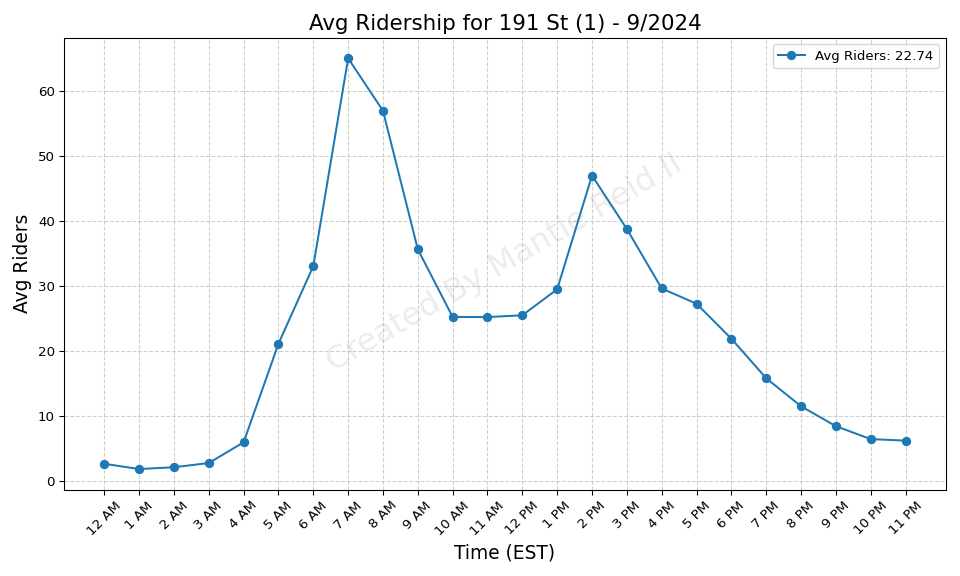 Avg Ridership for 191 St (1) - 9/2024
Avg Riders: 22.74
Avg Riders
60
50
40
30
20
10
0
Created By Mantie Reid II
12 AM
1 AM
2 AM
3 AM
4 AM
5 AM
6 AM
7 AM
8 AM
9 AM
10 AM
11 AM
12 PM
1 PM
2 PM
3 PM
4 PM
5 PM
6 PM
7 PM
8 PM
9 PM
10 PM
11 PM
Time (EST)